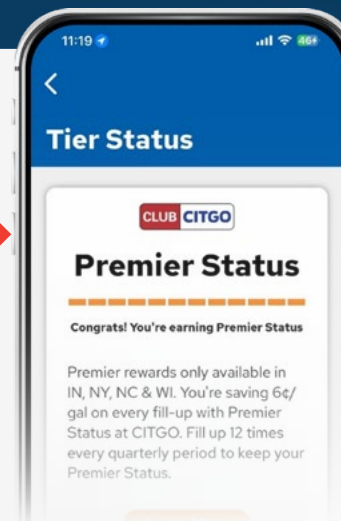 11:19
46+
Tier Status
CLUB CITGO
Premier Status
Congrats! You're earning Premier Status
Premier rewards only available in
IN, NY, NC & WI. You're saving 6¢/
gal on every fill-up with Premier
Status at CITGO. Fill up 12 times
every quarterly period to keep your
Premier Status.